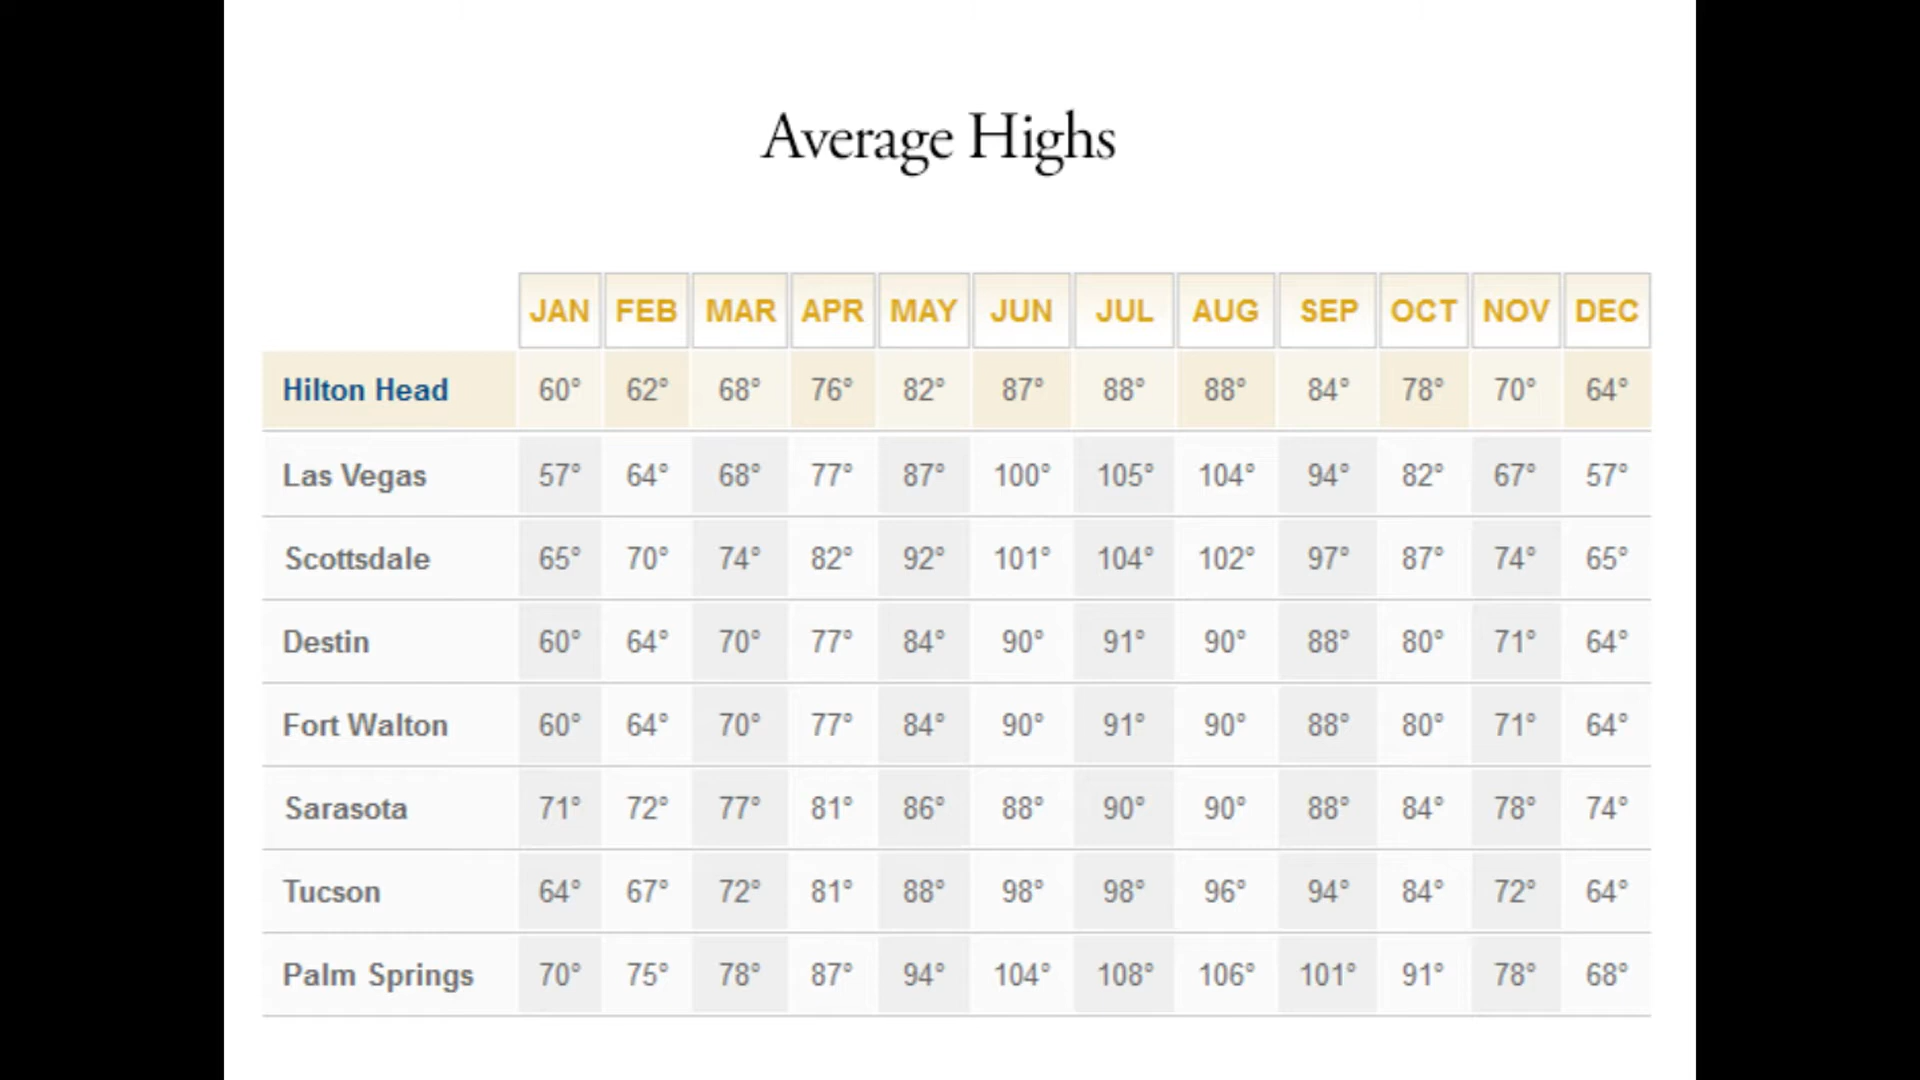 Average Highs
JAN FEB MAR APR MAY JUN JUL AUG SEP OCT NOV DEC
Hilton Head 60° 62° 68° 76° 82° 87° 88° 88° 84° 78° 70° 64°
Las Vegas 57° 64° 68° 77° 87° 100° 105° 104° 94° 82° 67° 57°
Scottsdale 65° 70° 74° 82° 92° 101° 104° 102° 97° 87° 74° 65°
Destin 60° 64° 70° 77° 84° 90° 91° 90° 88° 80° 71° 64°
Fort Walton 60° 64° 70° 77° 84° 90° 91° 90° 88° 80° 71° 64°
Sarasota 71° 72° 77° 81° 86° 88° 90° 90° 88° 84° 78° 74°
Tucson 64° 67° 72° 81° 88° 98° 98° 96° 94° 84° 72° 64°
Palm Springs 70° 75° 78° 87° 94° 104° 108° 106° 101° 91° 78° 68°